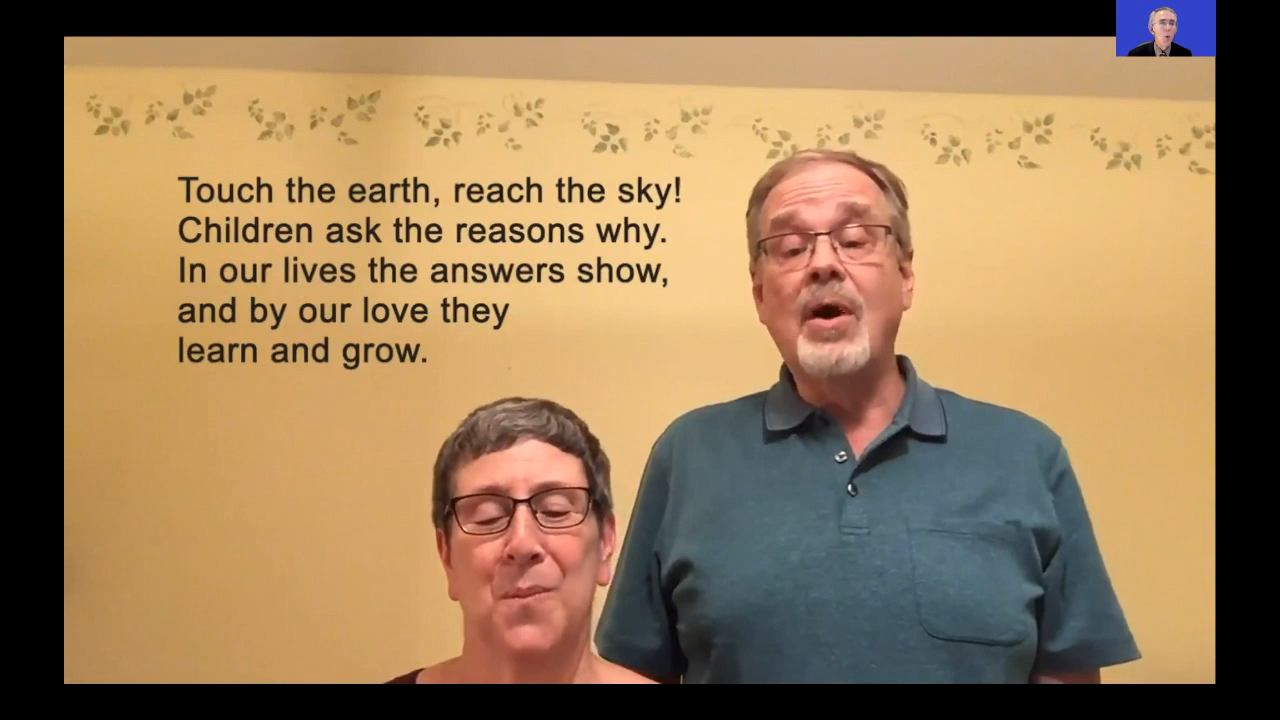 Touch the earth, reach the sky!
Children ask the reasons why.
In our lives the answers show,
and by our love they
learn and grow.